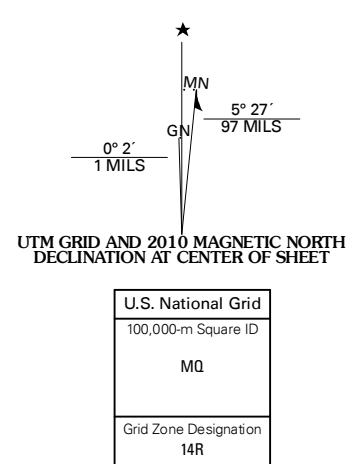 ★
MN
5° 27´
97 MILS
GN
0° 2´
1 MILS
UTM GRID AND 2010 MAGNETIC NORTH
DECLINATION AT CENTER OF SHEET
U.S. National Grid
100,000-m Square ID
MQ
Grid Zone Designation
14R